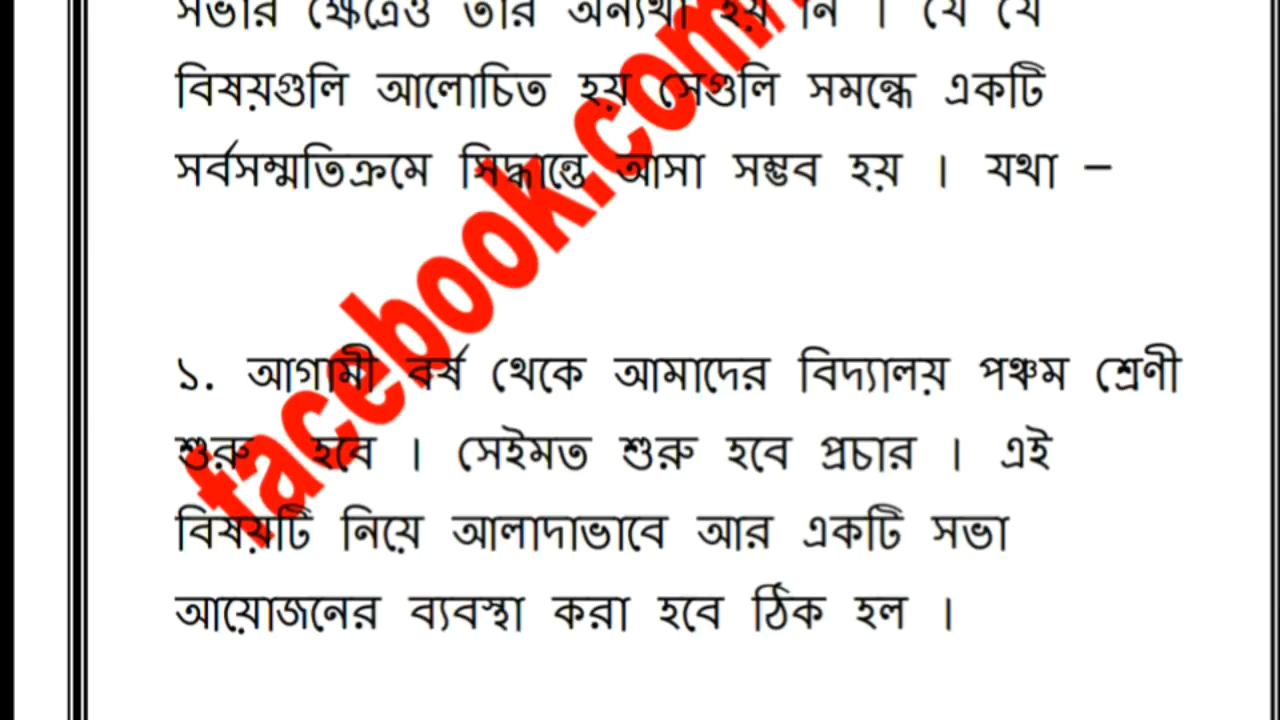 সভার ক্ষেত্রেও তার অন্যথা হয় নি । যে যে
বিষয়গুলি আলোচিত হয় সেগুলি সমন্ধে একটি
সর্বসম্মতিক্রমে সিদ্ধান্তে আসা সম্ভব হয় । যথা –
facebook.com
১. আগামী বর্ষ থেকে আমাদের বিদ্যালয় পঞ্চম শ্রেণী
শুরু হবে । সেইমত শুরু হবে প্রচার । এই
বিষয়টি নিয়ে আলাদাভাবে আর একটি সভা
আয়োজনের ব্যবস্থা করা হবে ঠিক হল ।